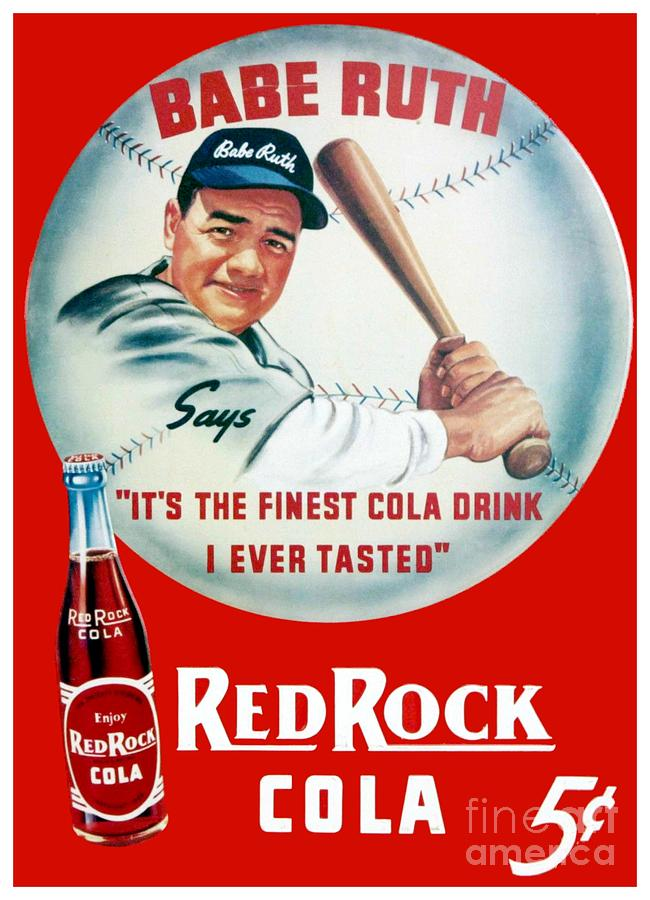 BABE RUTH
Babe Ruth
Says
"IT'S THE FINEST COLA DRINK
I EVER TASTED"
RED ROCK
COLA
Enjoy
RED ROCK
COLA
RED ROCK
COLA 5¢
fine art
america